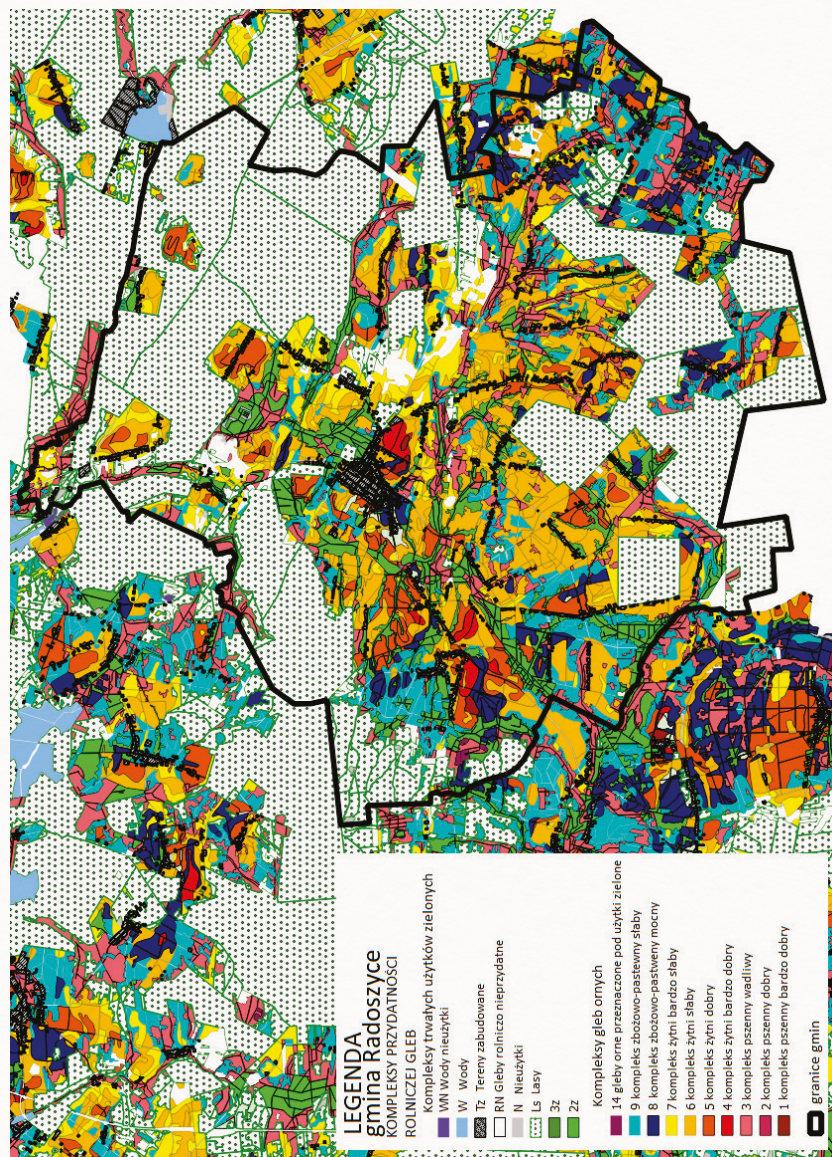 LEGENDA
gmina Radoszyce
KOMPLEKSY PRZYDATNOŚCI
ROLNICZEJ GLEB
Kompleksy trwałych użytków zielonych
WN Wody nieużytki
W Wody
Tz Tereny zabudowane
RN Gleby rolniczo nieprzydatne
N Nieużytki
Ls Lasy
3z
2z
Kompleksy gleb ornych
14 gleby orne przeznaczone pod użytki zielone
9 kompleks zbożowo-pastewny słaby
8 kompleks zbożowo-pastweny mocny
7 kompleks żytni bardzo słaby
6 kompleks żytni słaby
5 kompleks żytni dobry
4 kompleks żytni bardzo dobry
3 kompleks pszenny wadliwy
2 kompleks pszenny dobry
1 kompleks pszenny bardzo dobry
granice gmin